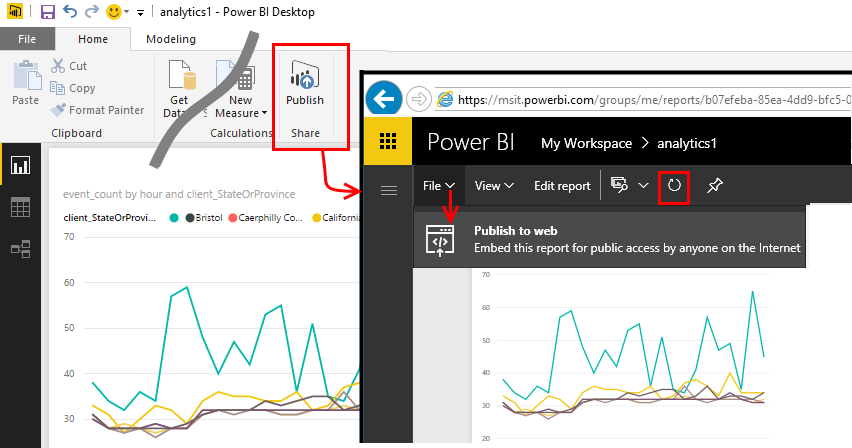 analytics1 - Power BI Desktop
File
Home
Modeling
Paste
Cut
Copy
Format Painter
Clipboard
Get
New
Measure
Calculations
Publish
Share
event_count by hour and client_StateOrProvince
client_StateOrProvi...
Bristol
Caerphilly Co...
California
70
60
50
40
30
https://msit.powerbi.com/groups/me/reports/b07efeba-85ea-4dd9-bfc5-0
Power BI
My Workspace > analytics1
File
View
Edit report
Publish to web
Embed this report for public access by anyone on the Internet
70
60
50
40
30
20